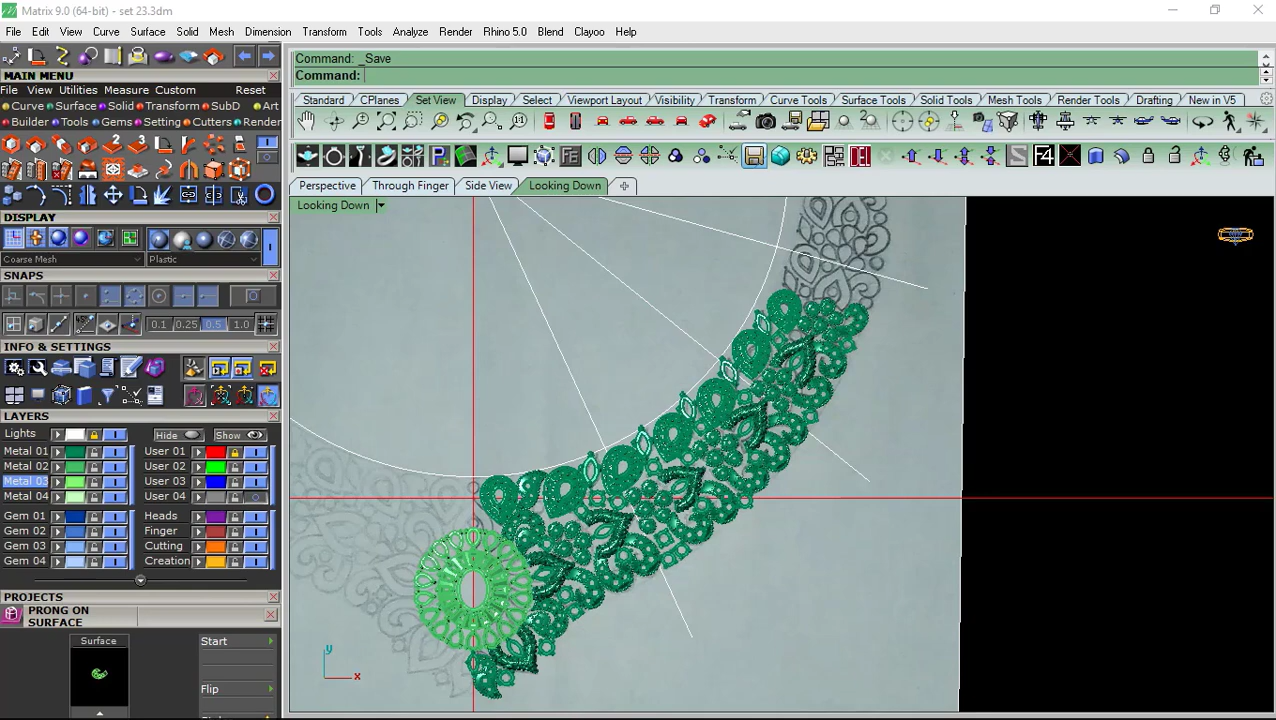 Matrix 9.0 (64-bit) - set 23.3dm
File Edit View Curve Surface Solid Mesh Dimension Transform Tools Analyze Render Rhino 5.0 Blend Clayoo Help
Command: _Save
Command:
MAIN MENU
File View Utilities Measure Custom Reset
Curve Surface Solid Transform SubD Art
Builder Tools Gems Setting Cutters Render
Standard CPlanes Set View Display Select Viewport Layout Visibility Transform Curve Tools Surface Tools Solid Tools Mesh Tools Render Tools Drafting New in V5
Perspective Through Finger Side View Looking Down
Looking Down
DISPLAY
Coarse Mesh Plastic
SNAPS
0.1 0.25 0.5 1.0
INFO & SETTINGS
LAYERS
Lights Hide Show
Metal 01 User 01
Metal 02 User 02
Metal 03 User 03
Metal 04 User 04
Gem 01 Heads
Gem 02 Finger
Gem 03 Cutting
Gem 04 Creation
PROJECTS
PRONG ON
SURFACE
Surface Start
Flip
y
x
F4